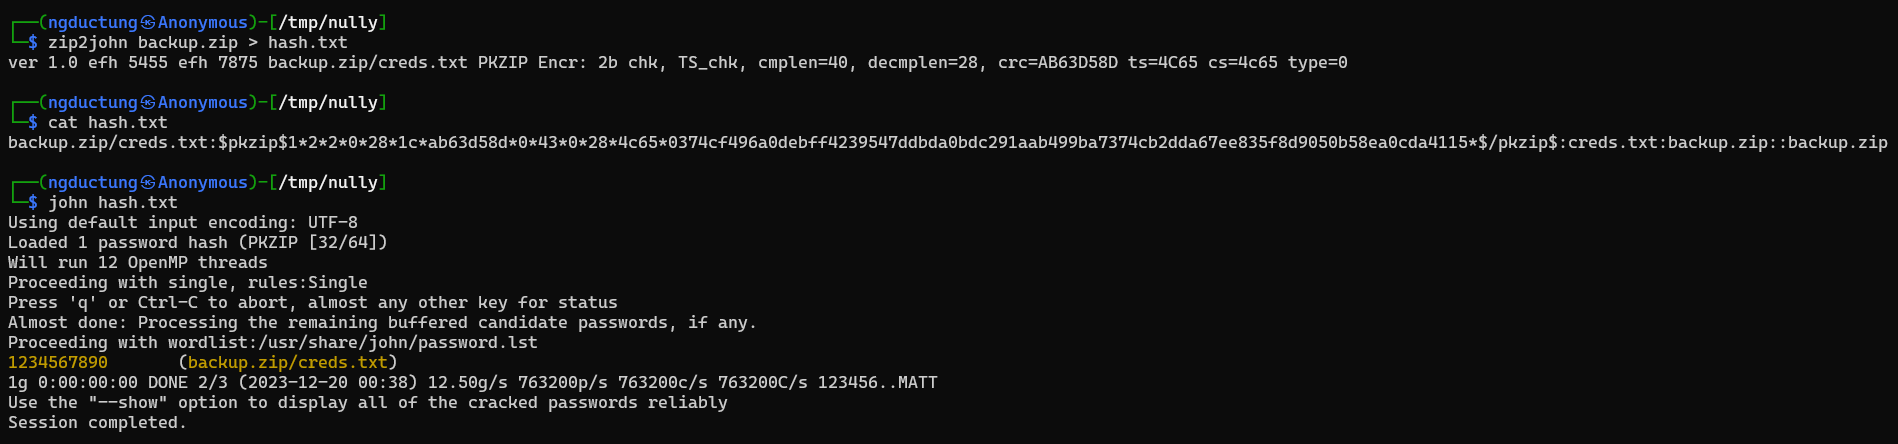 ┌──(ngductung㉿Anonymous)-[/tmp/nully]
└─$ zip2john backup.zip > hash.txt
ver 1.0 efh 5455 efh 7875 backup.zip/creds.txt PKZIP Encr: 2b chk, TS_chk, cmplen=40, decmplen=28, crc=AB63D58D ts=4C65 cs=4c65 type=0
┌──(ngductung㉿Anonymous)-[/tmp/nully]
└─$ cat hash.txt
backup.zip/creds.txt:$pkzip$1*2*2*0*28*1c*ab63d58d*0*43*0*28*4c65*0374cf496a0debff4239547ddbda0bdc291aab499ba7374cb2dda67ee835f8d9050b58ea0cda4115*$/pkzip$:creds.txt:backup.zip::backup.zip
┌──(ngductung㉿Anonymous)-[/tmp/nully]
└─$ john hash.txt
Using default input encoding: UTF-8
Loaded 1 password hash (PKZIP [32/64])
Will run 12 OpenMP threads
Proceeding with single, rules:Single
Press 'q' or Ctrl-C to abort, almost any other key for status
Almost done: Processing the remaining buffered candidate passwords, if any.
Proceeding with wordlist:/usr/share/john/password.lst
1234567890       (backup.zip/creds.txt)
1g 0:00:00:00 DONE 2/3 (2023-12-20 00:38) 12.50g/s 763200p/s 763200c/s 763200C/s 123456..MATT
Use the "--show" option to display all of the cracked passwords reliably
Session completed.